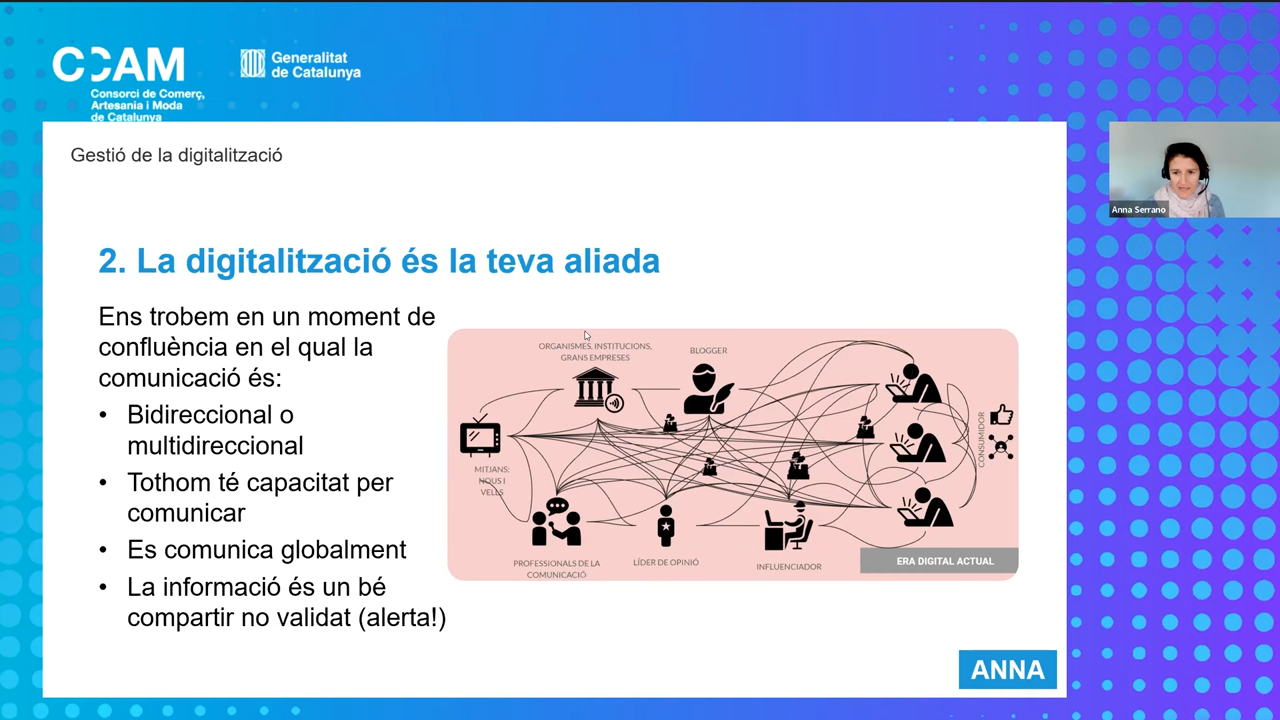 CCAM
Consorci de Comerç,
Artesania i Moda
de Catalunya
Generalitat
de Catalunya
Gestió de la digitalització
Anna Serrano
2. La digitalització és la teva aliada
Ens trobem en un moment de
confluència en el qual la
comunicació és:
• Bidireccional o
multidireccional
• Tothom té capacitat per
comunicar
• Es comunica globalment
• La informació és un bé
compartir no validat (alerta!)
ORGANISMES, INSTITUCIONS,
GRANS EMPRESES
BLOGGER
MITJANS:
NOUS I
VELLS
CONSUMIDOR
PROFESSIONALS DE LA
COMUNICACIÓ
LÍDER DE OPINIÓ
INFLUENCIADOR
ERA DIGITAL ACTUAL
ANNA